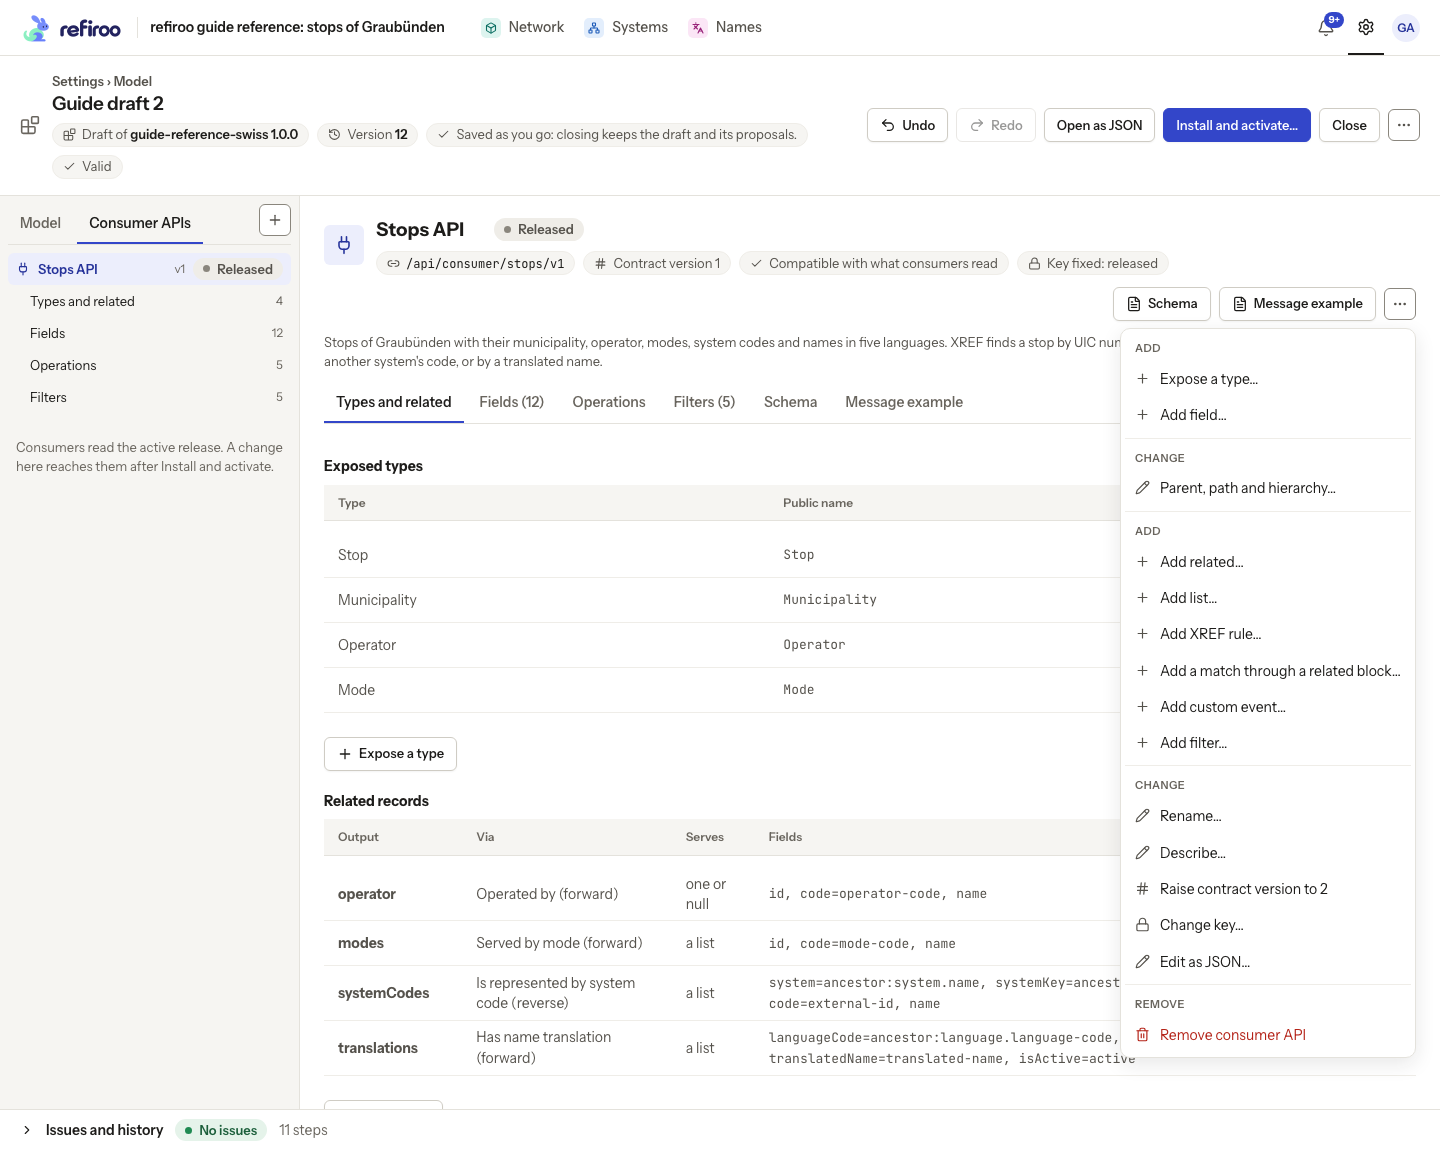 refiroo
refiroo guide reference: stops of Graubünden
Network
Systems
Names
9+
GA
Settings › Model
Guide draft 2
Draft of guide-reference-swiss 1.0.0
Version 12
Saved as you go: closing keeps the draft and its proposals.
Valid
Undo
Redo
Open as JSON
Install and activate...
Close
Model
Consumer APIs
Stops API v1 Released
Types and related 4
Fields 12
Operations 5
Filters 5
Consumers read the active release. A change
here reaches them after Install and activate.
Stops API
Released
/api/consumer/stops/v1
Contract version 1
Compatible with what consumers read
Key fixed: released
Schema
Message example
Stops of Graubünden with their municipality, operator, modes, system codes and names in five languages. XREF finds a stop by UIC
another system's code, or by a translated name.
Types and related
Fields (12)
Operations
Filters (5)
Schema
Message example
Exposed types
Type Public name
Stop Stop
Municipality Municipality
Operator Operator
Mode Mode
Expose a type
Related records
Output Via Serves Fields
operator Operated by (forward) one or null id, code=operator-code, name
modes Served by mode (forward) a list id, code=mode-code, name
systemCodes Is represented by system code (reverse) a list system=ancestor:system.name, systemKey=ancest
code=external-id, name
translations Has name translation (forward) a list languageCode=ancestor:language.language-code,
translatedName=translated-name, isActive=active
ADD
Expose a type...
Add field...
CHANGE
Parent, path and hierarchy...
ADD
Add related...
Add list...
Add XREF rule...
Add a match through a related block...
Add custom event...
Add filter...
CHANGE
Rename...
Describe...
Raise contract version to 2
Change key...
Edit as JSON...
REMOVE
Remove consumer API
Issues and history
No issues
11 steps